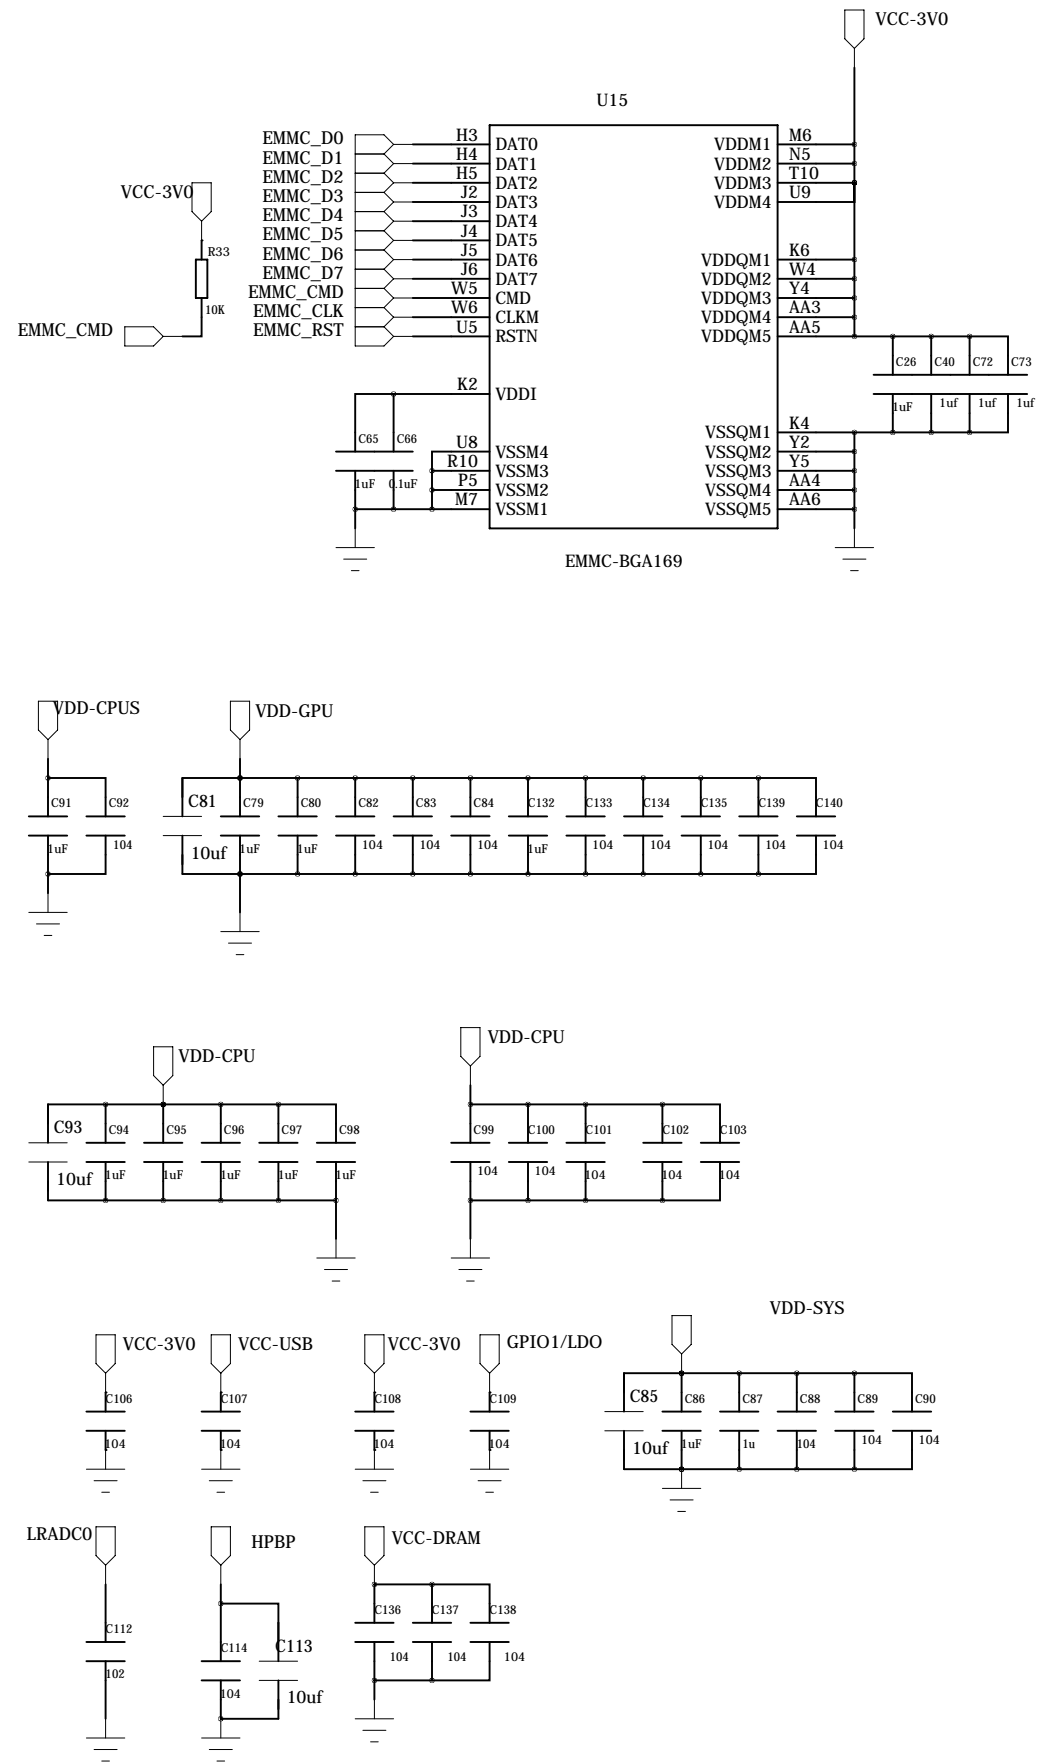 VCC-3V0
U15
EMMC_D0 H3 DAT0 VDDM1 M6
EMMC_D1 H4 DAT1 VDDM2 N5
EMMC_D2 H5 DAT2 VDDM3 T10
VCC-3V0 EMMC_D3 J2 DAT3 VDDM4 U9
EMMC_D4 J3 DAT4
EMMC_D5 J4 DAT5
R33 EMMC_D6 J5 DAT6 VDDQM1 K6
EMMC_D7 J6 DAT7 VDDQM2 W4
EMMC_CMD W5 CMD VDDQM3 Y4
10K EMMC_CLK W6 CLKM VDDQM4 AA3
EMMC_CMD EMMC_RST U5 RSTN VDDQM5 AA5
C26 C40 C72 C73
K2 VDDI
1uF 1uf 1uf 1uf
C65 C66 VSSQM1 K4
U8 VSSM4 VSSQM2 Y2
R10 VSSM3 VSSQM3 Y5
1uF 0.1uF P5 VSSM2 VSSQM4 AA4
M7 VSSM1 VSSQM5 AA6
EMMC-BGA169
VDD-CPUS VDD-GPU
C91 C92 C81 C79 C80 C82 C83 C84 C132 C133 C134 C135 C139 C140
1uF 104 10uf 1uF 1uF 104 104 104 1uF 104 104 104 104 104
VDD-CPU VDD-CPU
C93 C94 C95 C96 C97 C98 C99 C100 C101 C102 C103
10uf 1uF 1uF 1uF 1uF 1uF 104 104 104 104 104
VDD-SYS
VCC-3V0 VCC-USB VCC-3V0 GPIO1/LDO
C106 C107 C108 C109 C85 C86 C87 C88 C89 C90
104 104 104 104 10uf 1uF 1u 104 104 104
LRADC0 HPBP VCC-DRAM
C136 C137 C138
C112 C114 C113
104 104 104
102 104 10uf